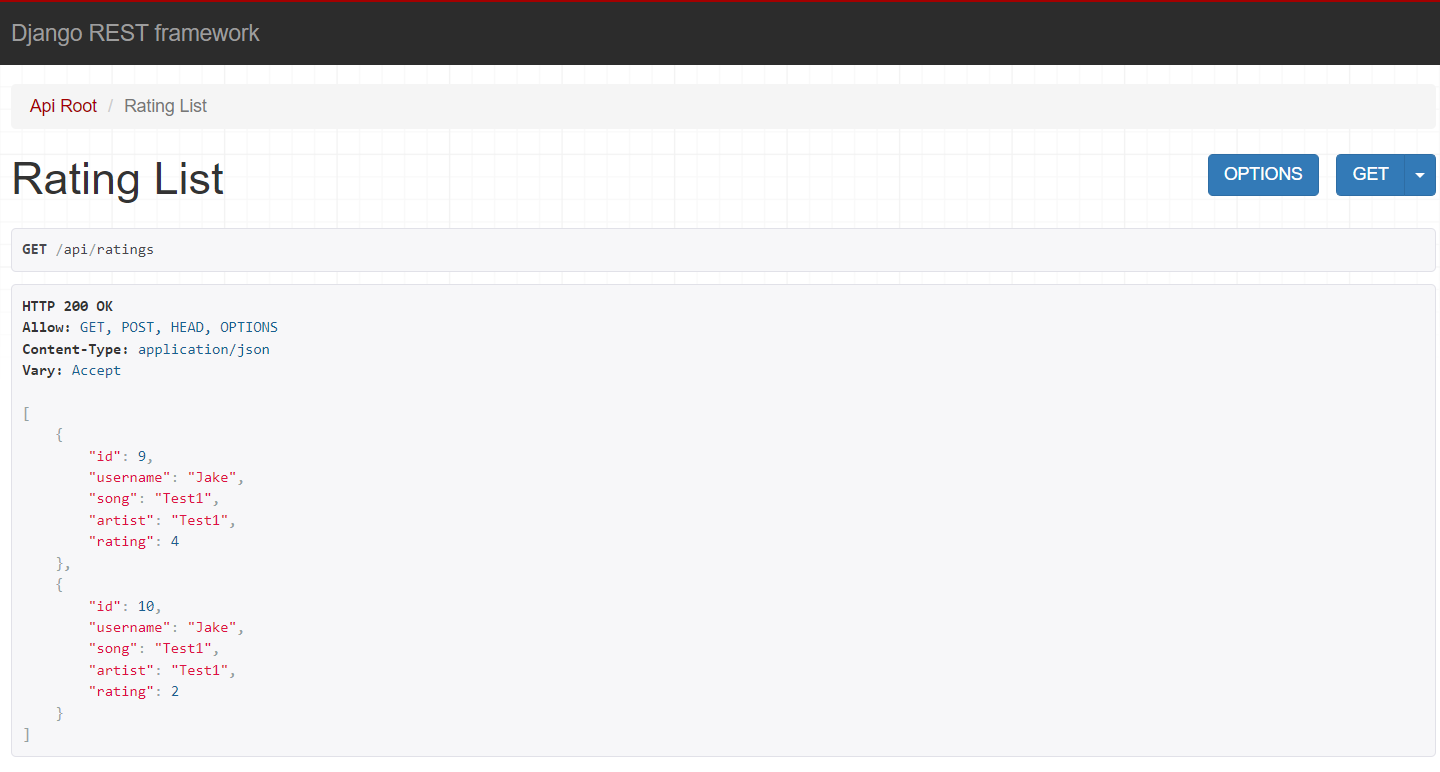 Django REST framework
Api Root / Rating List
Rating List
OPTIONS
GET
GET /api/ratings
HTTP 200 OK
Allow: GET, POST, HEAD, OPTIONS
Content-Type: application/json
Vary: Accept
[
    {
        "id": 9,
        "username": "Jake",
        "song": "Test1",
        "artist": "Test1",
        "rating": 4
    },
    {
        "id": 10,
        "username": "Jake",
        "song": "Test1",
        "artist": "Test1",
        "rating": 2
    }
]